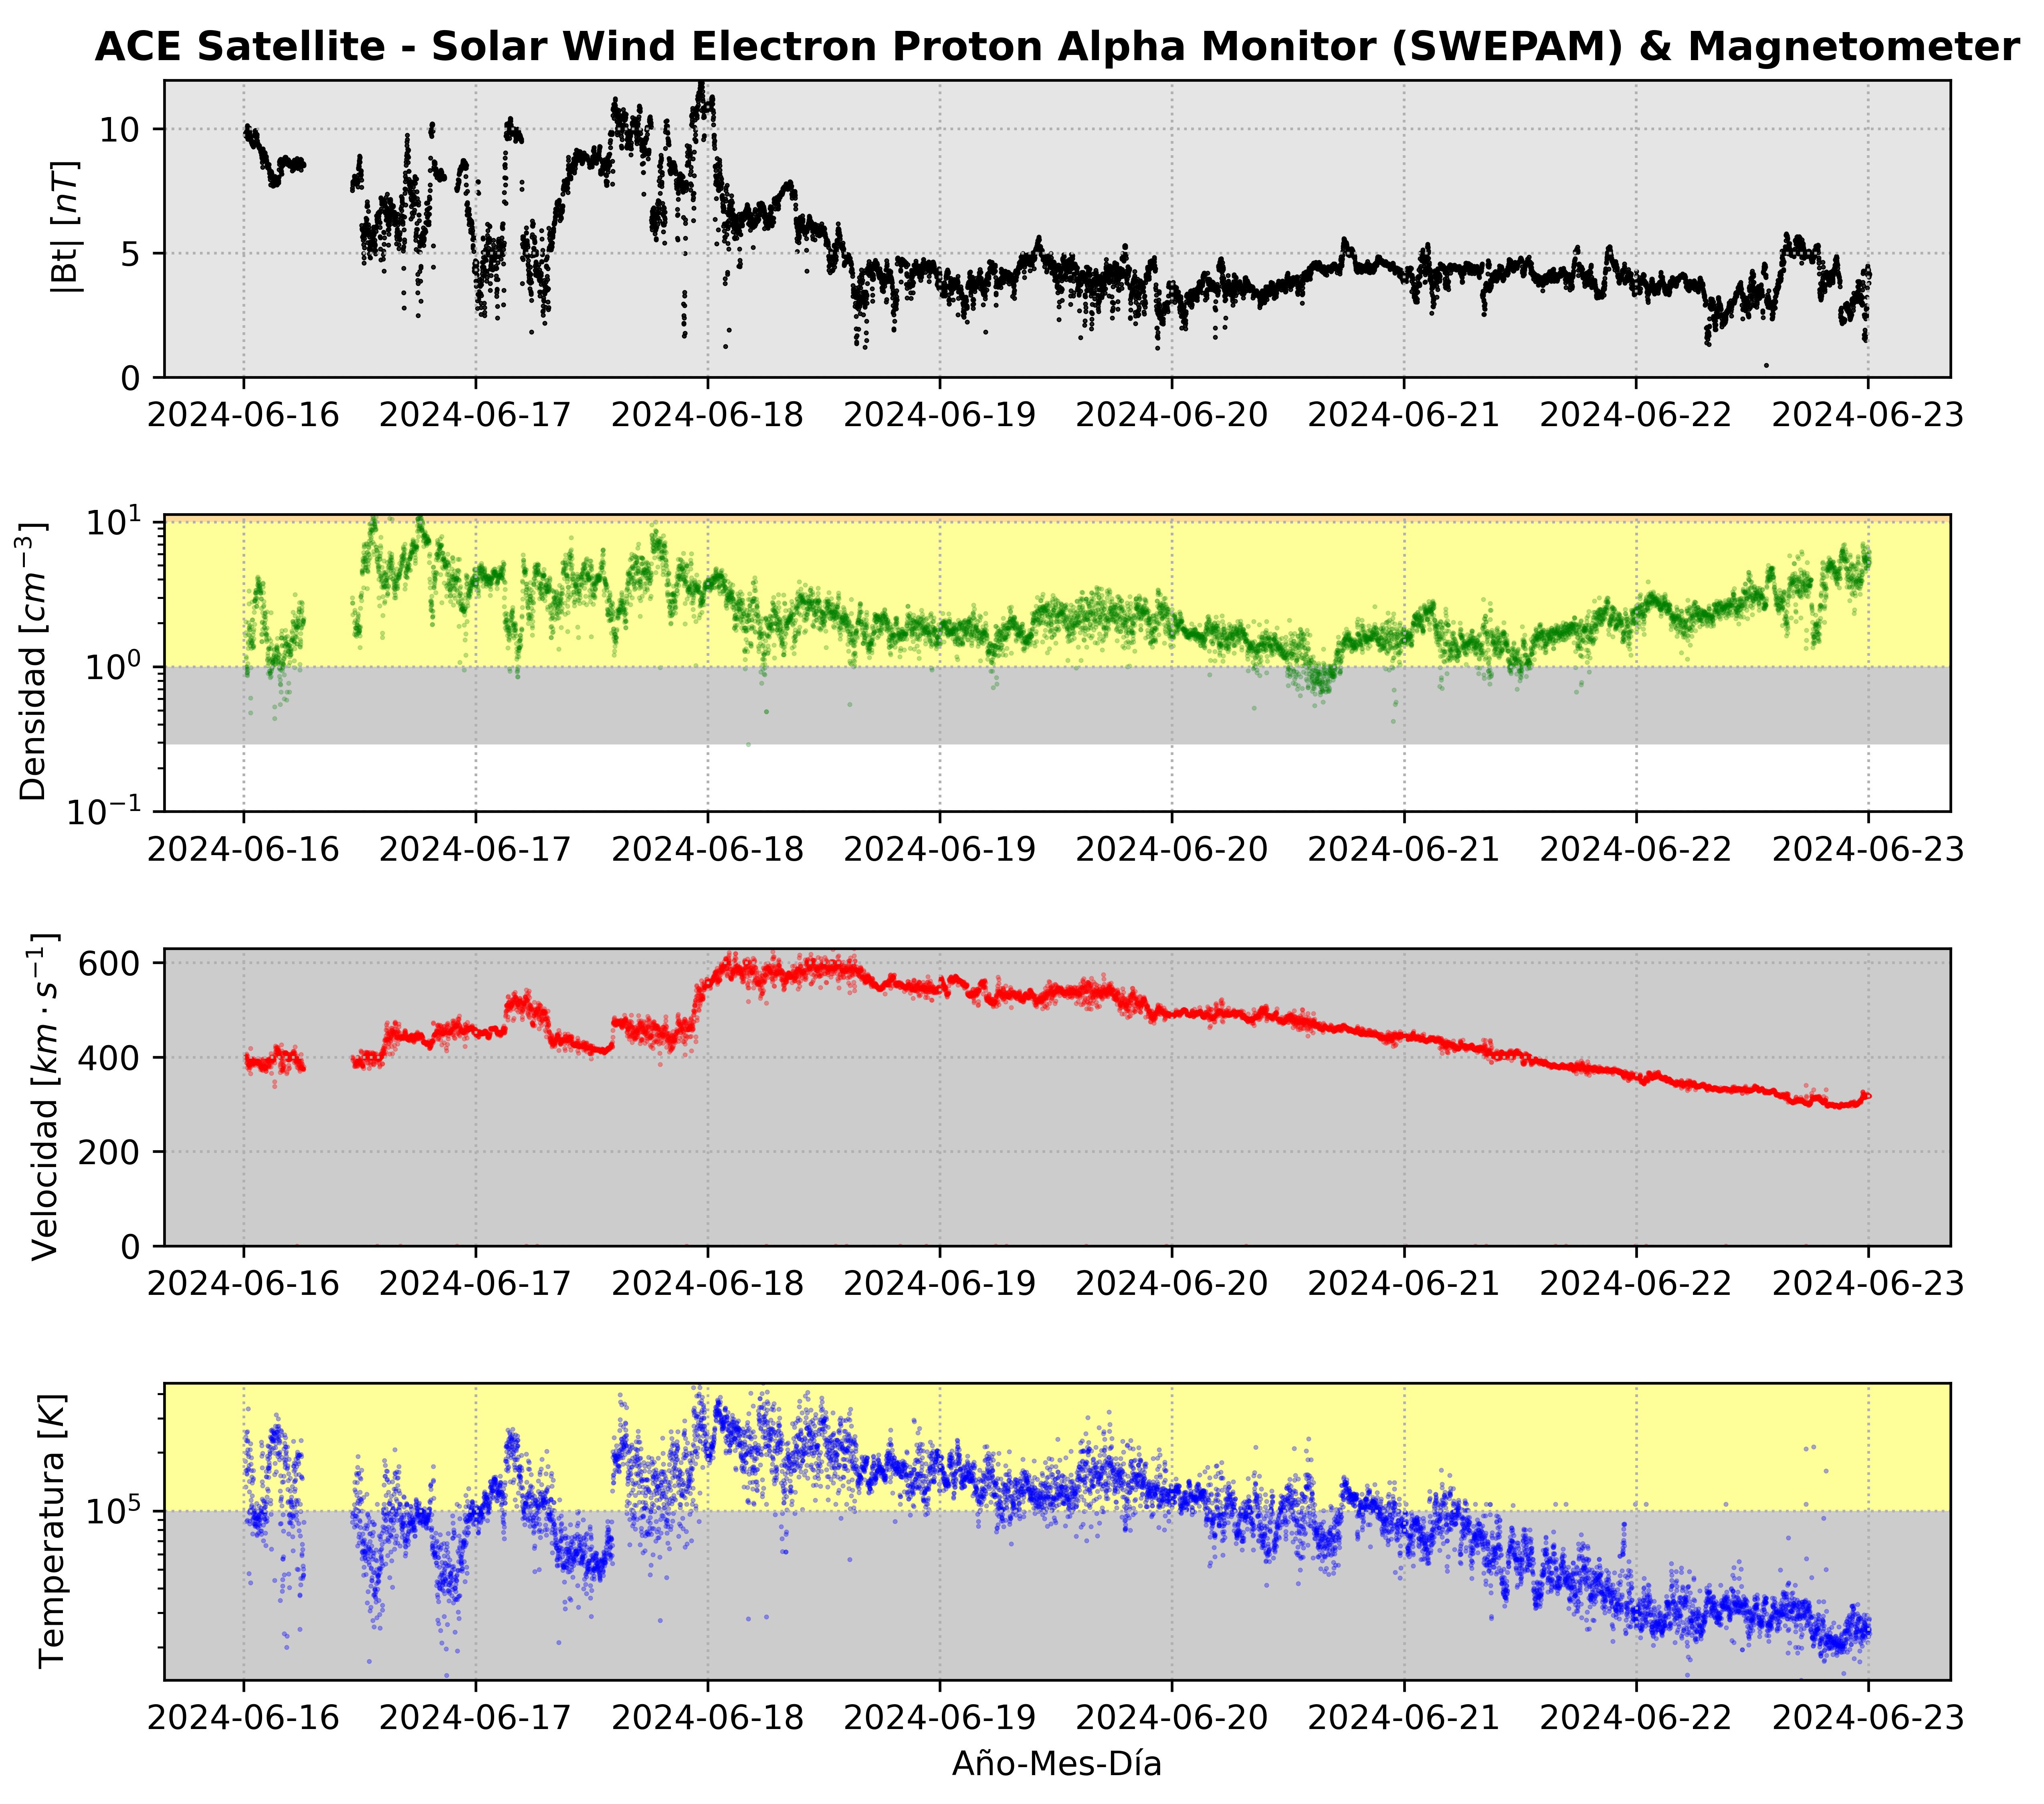 ACE Satellite - Solar Wind Electron Proton Alpha Monitor (SWEPAM) & Magnetometer
|Bt| [nT]
10
5
0
2024-06-16 2024-06-17 2024-06-18 2024-06-19 2024-06-20 2024-06-21 2024-06-22 2024-06-23
Densidad [cm⁻³]
10¹
10⁰
10⁻¹
2024-06-16 2024-06-17 2024-06-18 2024-06-19 2024-06-20 2024-06-21 2024-06-22 2024-06-23
Velocidad [km · s⁻¹]
600
400
200
0
2024-06-16 2024-06-17 2024-06-18 2024-06-19 2024-06-20 2024-06-21 2024-06-22 2024-06-23
Temperatura [K]
10⁵
2024-06-16 2024-06-17 2024-06-18 2024-06-19 2024-06-20 2024-06-21 2024-06-22 2024-06-23
Año-Mes-Día